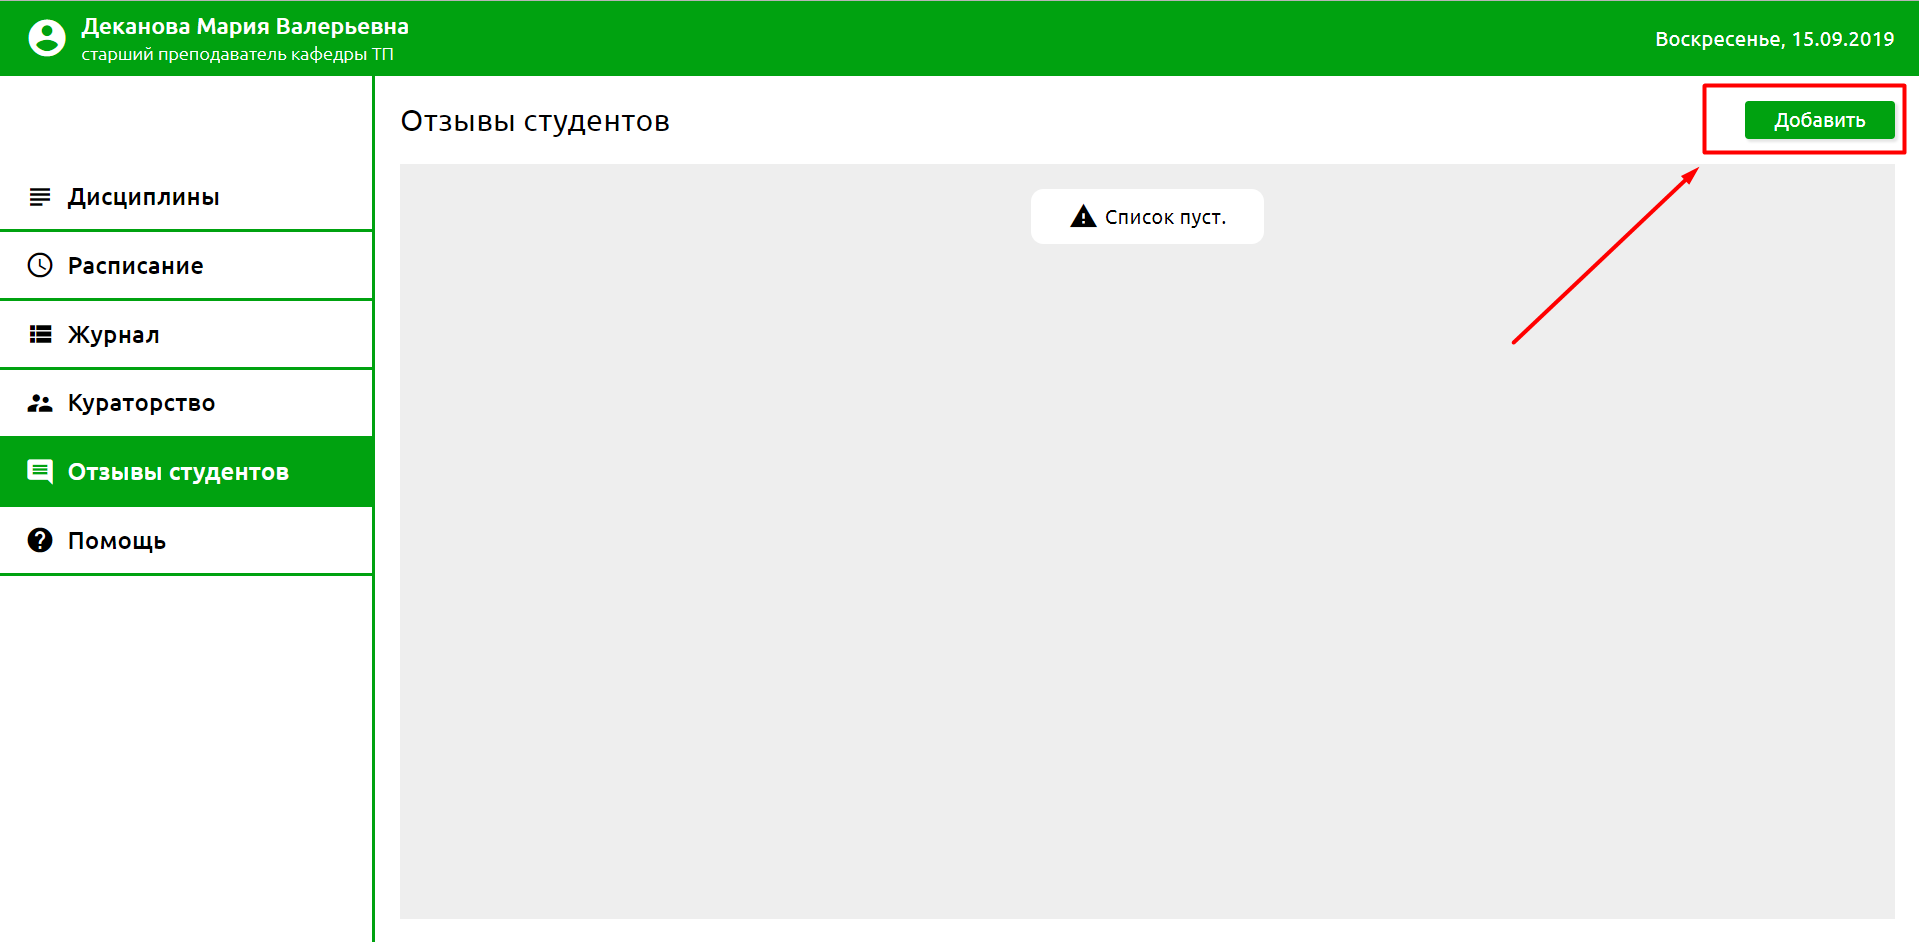 Деканова Мария Валерьевна
старший преподаватель кафедры ТП
Воскресенье, 15.09.2019
Дисциплины
Расписание
Журнал
Кураторство
Отзывы студентов
Помощь
Отзывы студентов
Добавить
Список пуст.